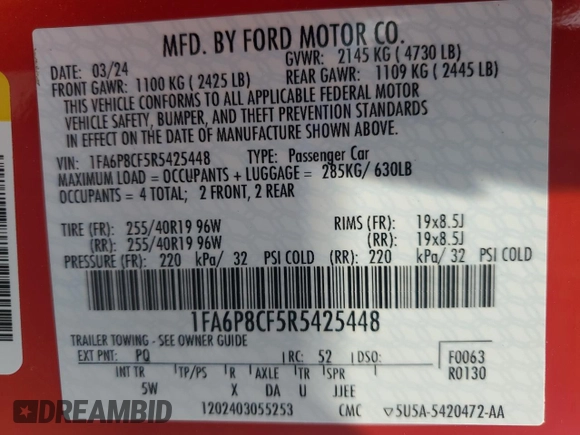 MFD. BY FORD MOTOR CO.
DATE: 03/24 GVWR: 2145 KG ( 4730 LB)
FRONT GAWR: 1100 KG ( 2425 LB) REAR GAWR: 1109 KG ( 2445 LB)
THIS VEHICLE CONFORMS TO ALL APPLICABLE FEDERAL MOTOR
VEHICLE SAFETY, BUMPER, AND THEFT PREVENTION STANDARDS
IN EFFECT ON THE DATE OF MANUFACTURE SHOWN ABOVE.
VIN: 1FA6P8CF5R5425448 TYPE: Passenger Car
MAXIMUM LOAD = OCCUPANTS + LUGGAGE = 285KG/ 630LB
OCCUPANTS = 4 TOTAL; 2 FRONT, 2 REAR
TIRE (FR): 255/40R19 96W RIMS (FR): 19x8.5J
(RR): 255/40R19 96W (RR): 19x8.5J
PRESSURE (FR): 220 kPa/ 32 PSI COLD (RR): 220 kPa/ 32 PSI COLD
1FA6P8CF5R5425448
TRAILER TOWING - SEE OWNER GUIDE
EXT PNT: PQ RC: 52 DSO: F0063
INT TR TP/PS R AXLE TR SPR R0130
5W X DA U JJEE
1202403055253 CMC 5U5A-5420472-AA
DREAMBID